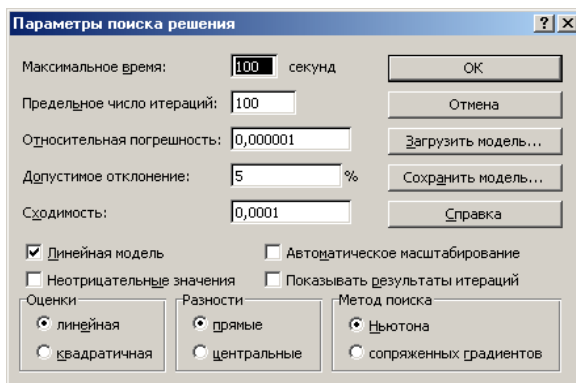 Параметры поиска решения
Максимальное время: 100 секунд OK
Предельное число итераций: 100 Отмена
Относительная погрешность: 0,000001 Загрузить модель...
Допустимое отклонение: 5 % Сохранить модель...
Сходимость: 0,0001 Справка
Линейная модель Автоматическое масштабирование
Неотрицательные значения Показывать результаты итераций
Оценки Разности Метод поиска
линейная прямые Ньютона
квадратичная центральные сопряженных градиентов